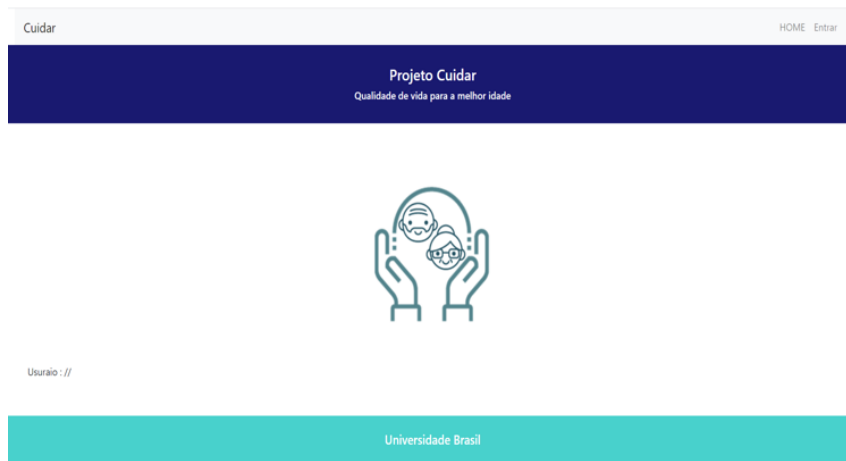 Cuidar
HOME Entrar
Projeto Cuidar
Qualidade de vida para a melhor idade
Usuraio : //
Universidade Brasil